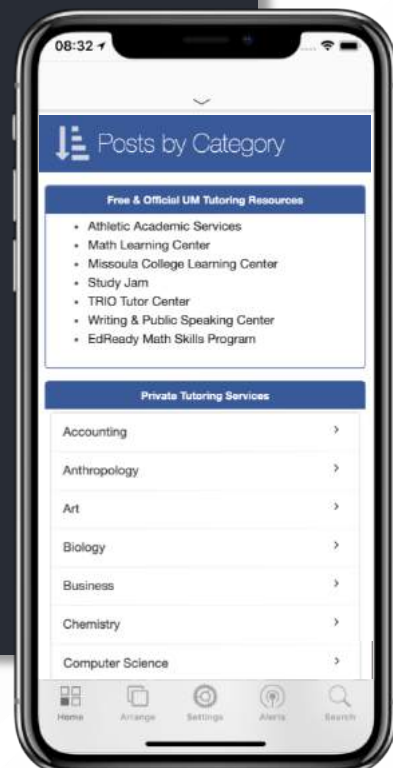 08:32
Posts by Category
Free & Official UM Tutoring Resources
• Athletic Academic Services
• Math Learning Center
• Missoula College Learning Center
• Study Jam
• TRIO Tutor Center
• Writing & Public Speaking Center
• EdReady Math Skills Program
Private Tutoring Services
Accounting
Anthropology
Art
Biology
Business
Chemistry
Computer Science
Home Arrange Settings Alerts Search